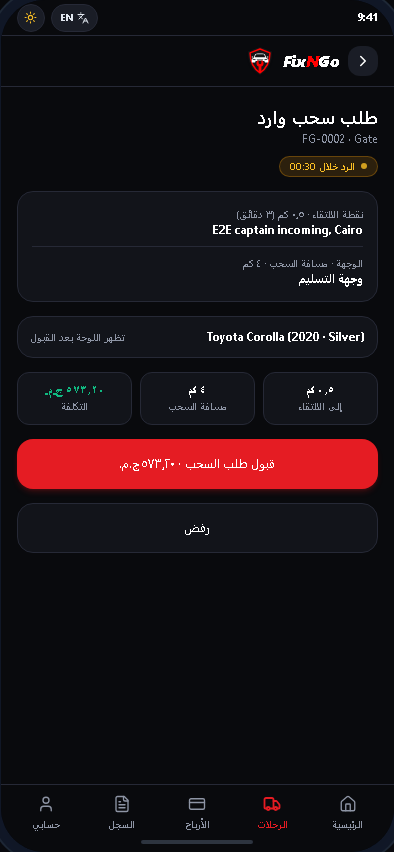 9:41
EN
FixNGo
طلب سحب وارد
FG-0002 · Gate
الرد خلال 00:30
نقطة الالتقاء · ٠٫٥ كم (٣ دقائق)
E2E captain incoming, Cairo
الوجهة · مسافة السحب · ٤ كم
وجهة التسليم
Toyota Corolla (2020 · Silver)
تظهر اللوحة بعد القبول
٠٫٥ كم
إلى الالتقاء
٤ كم
مسافة السحب
٥٧٣٫٢٠ ج.م.
التكلفة
قبول طلب السحب · ٥٧٣٫٢٠ ج.م.
رفض
الرئيسية
الرحلات
الأرباح
السجل
حسابي